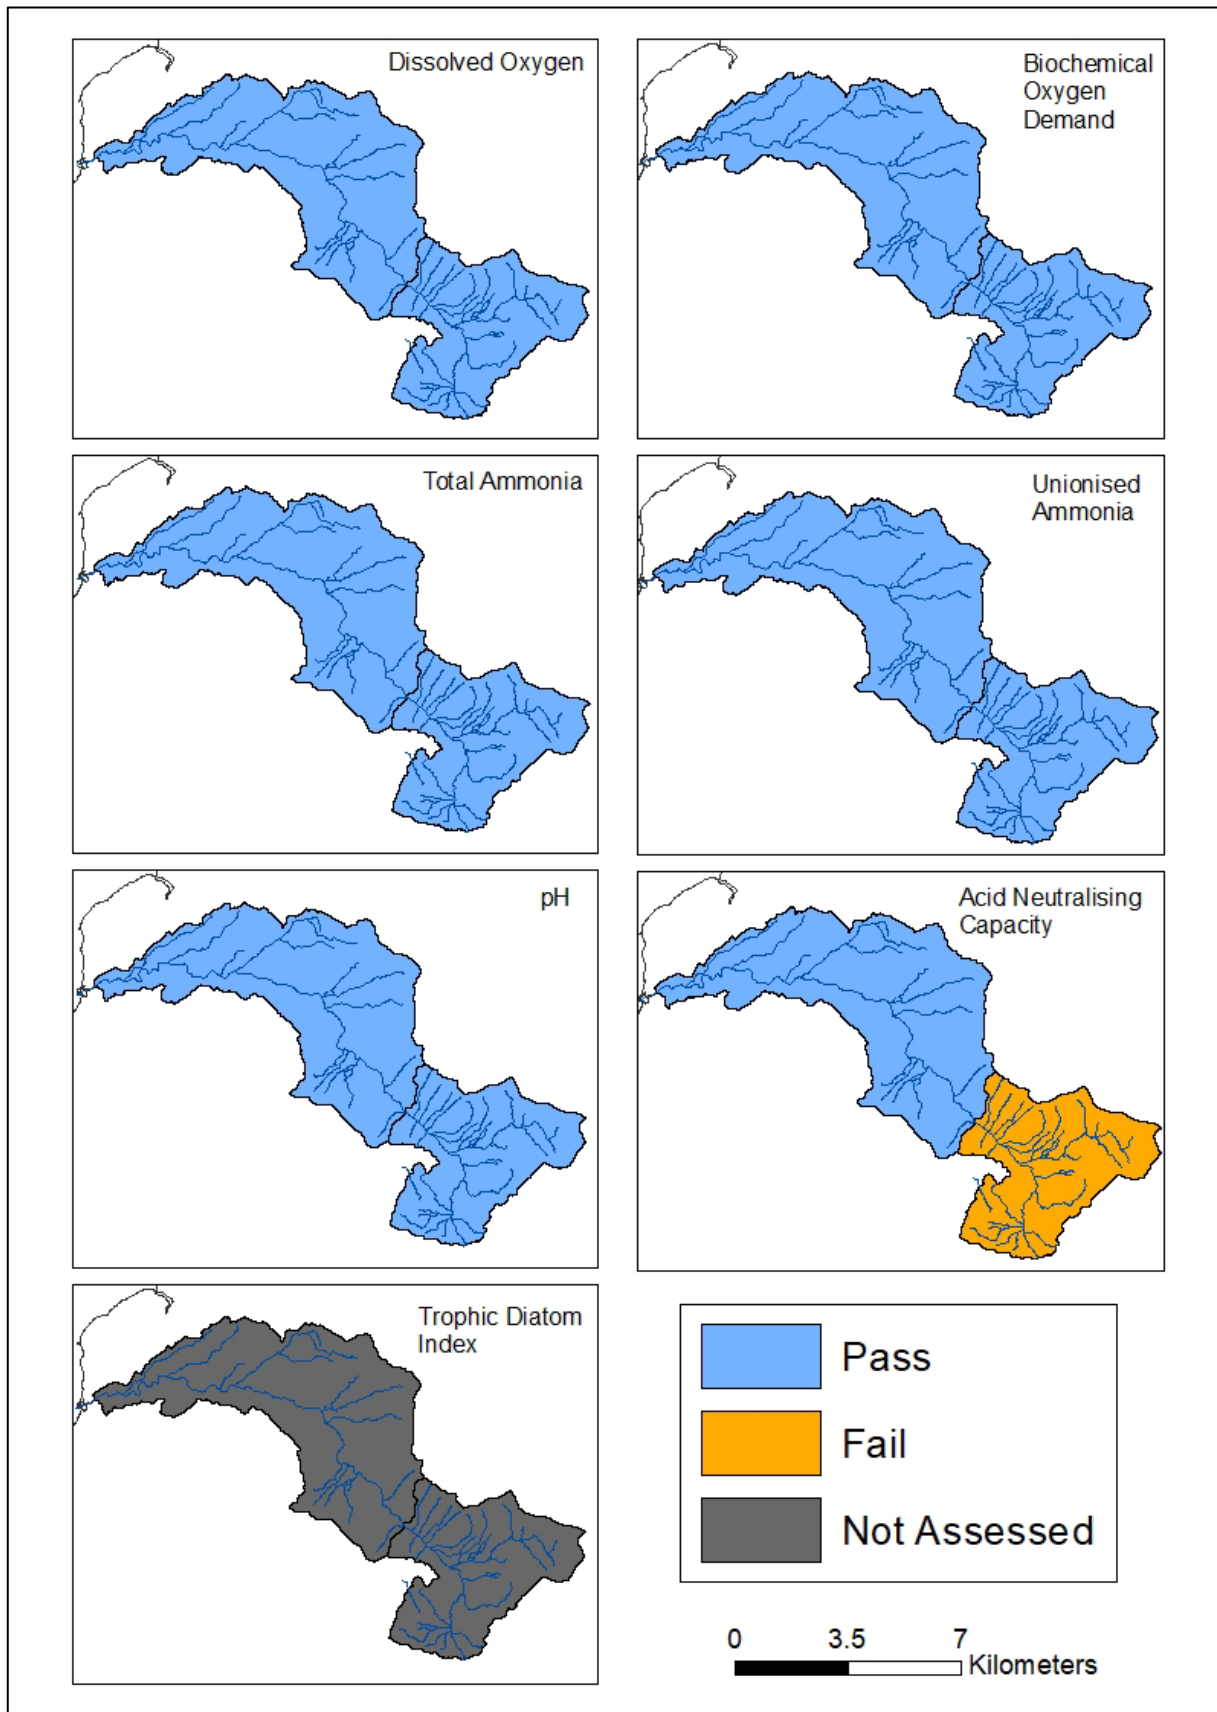 Dissolved Oxygen
Biochemical
Oxygen
Demand
Total Ammonia
Unionised
Ammonia
pH
Acid Neutralising
Capacity
Trophic Diatom
Index
Pass
Fail
Not Assessed
0 3.5 7
Kilometers